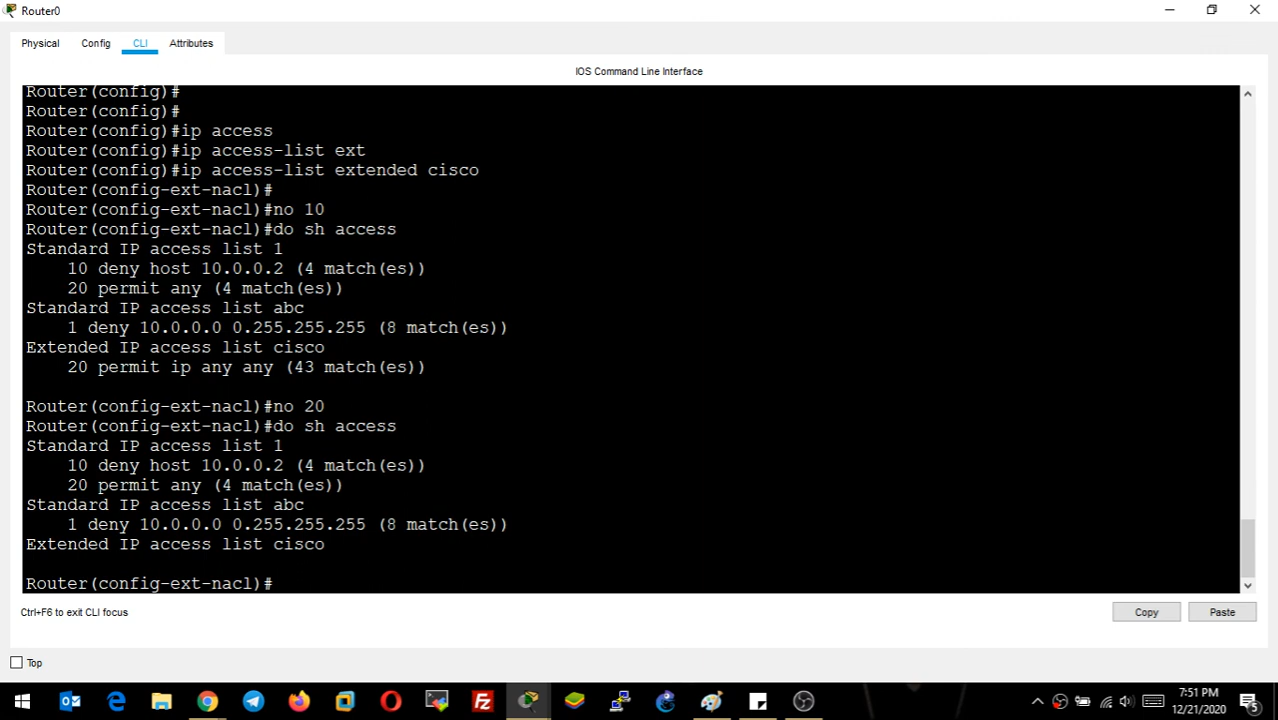 Router0
Physical
Config
CLI
Attributes
IOS Command Line Interface
Router(config)#
Router(config)#
Router(config)#ip access
Router(config)#ip access-list ext
Router(config)#ip access-list extended cisco
Router(config-ext-nacl)#
Router(config-ext-nacl)#no 10
Router(config-ext-nacl)#do sh access
Standard IP access list 1
    10 deny host 10.0.0.2 (4 match(es))
    20 permit any (4 match(es))
Standard IP access list abc
    1 deny 10.0.0.0 0.255.255.255 (8 match(es))
Extended IP access list cisco
    20 permit ip any any (43 match(es))
Router(config-ext-nacl)#no 20
Router(config-ext-nacl)#do sh access
Standard IP access list 1
    10 deny host 10.0.0.2 (4 match(es))
    20 permit any (4 match(es))
Standard IP access list abc
    1 deny 10.0.0.0 0.255.255.255 (8 match(es))
Extended IP access list cisco
Router(config-ext-nacl)#
Ctrl+F6 to exit CLI focus
Copy
Paste
Top
7:51 PM
12/21/2020
5